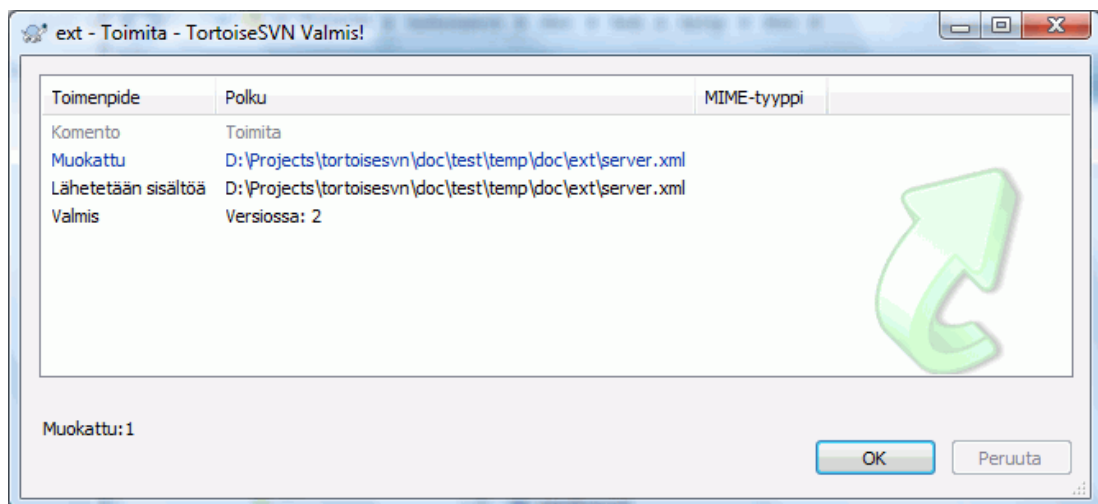 ext - Toimita - TortoiseSVN Valmis!
Toimenpide Polku MIME-tyyppi
Komento Toimita
Muokattu D:\Projects\tortoisesvn\doc\test\temp\doc\ext\server.xml
Lähetetään sisältöä D:\Projects\tortoisesvn\doc\test\temp\doc\ext\server.xml
Valmis Versiossa: 2
Muokattu:1
OK Peruuta